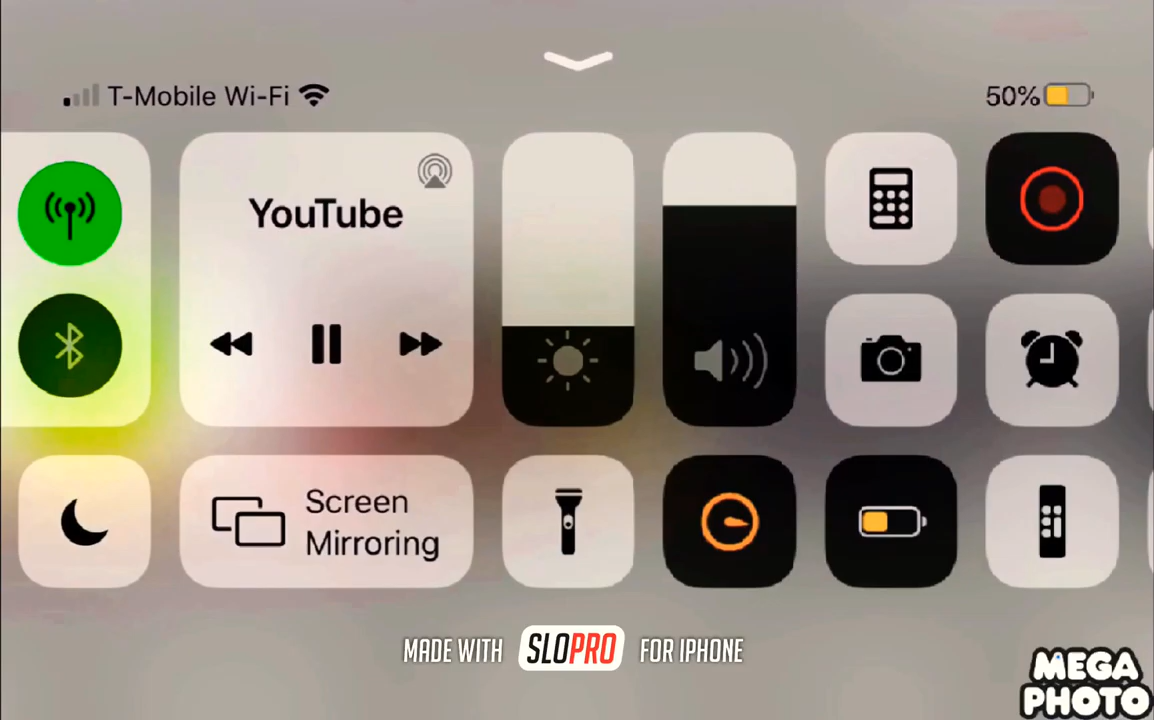 T-Mobile Wi-Fi
50%
YouTube
Screen
Mirroring
MADE WITH SLOPRO FOR IPHONE
MEGA
PHOTO